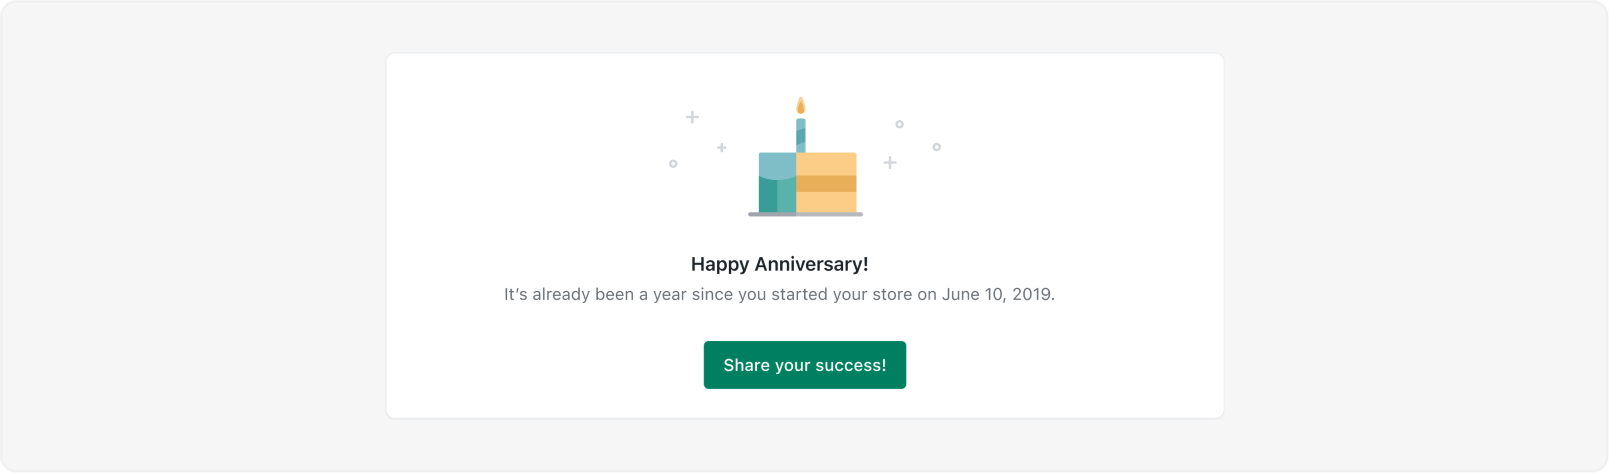 Happy Anniversary!
It’s already been a year since you started your store on June 10, 2019.
Share your success!